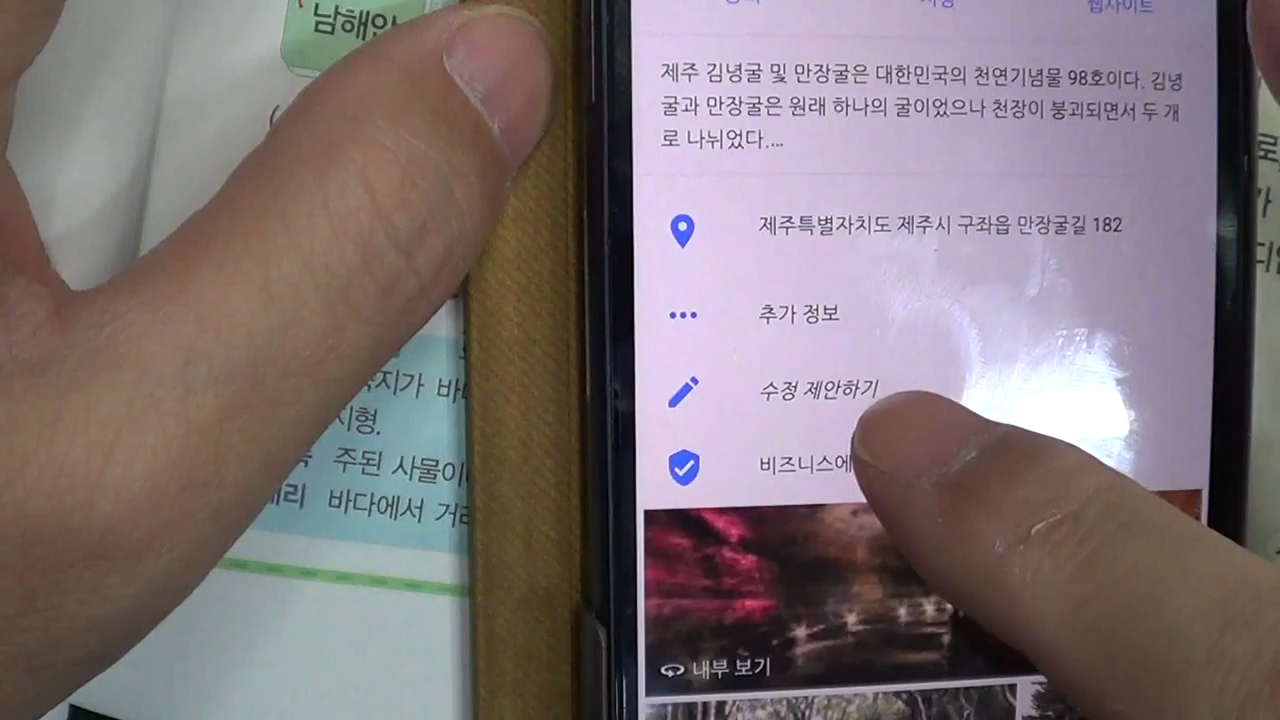 남해안
웹사이트
제주 김녕굴 및 만장굴은 대한민국의 천연기념물 98호이다. 김녕
굴과 만장굴은 원래 하나의 굴이었으나 천장이 붕괴되면서 두 개
로 나뉘었다....
제주특별자치도 제주시 구좌읍 만장굴길 182
추가 정보
수정 제안하기
비즈니스에
내부 보기
바
지형.
주된 사물이
바다에서 거